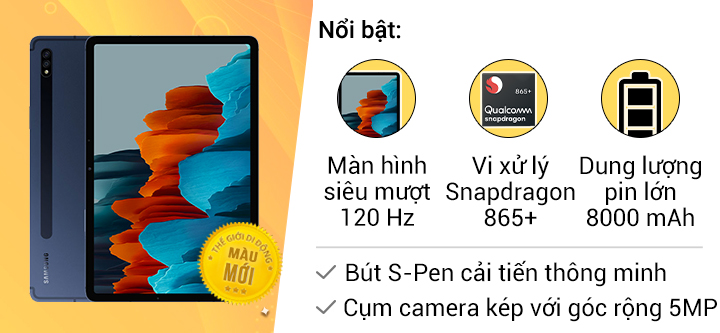 Nổi bật:
865+
Qualcomm
snapdragon
Màn hình
siêu mượt
120 Hz
Vi xử lý
Snapdragon
865+
Dung lượng
pin lớn
8000 mAh
SAMSUNG
THẾ GIỚI DI ĐỘNG
MÀU
MỚI
Bút S-Pen cải tiến thông minh
Cụm camera kép với góc rộng 5MP